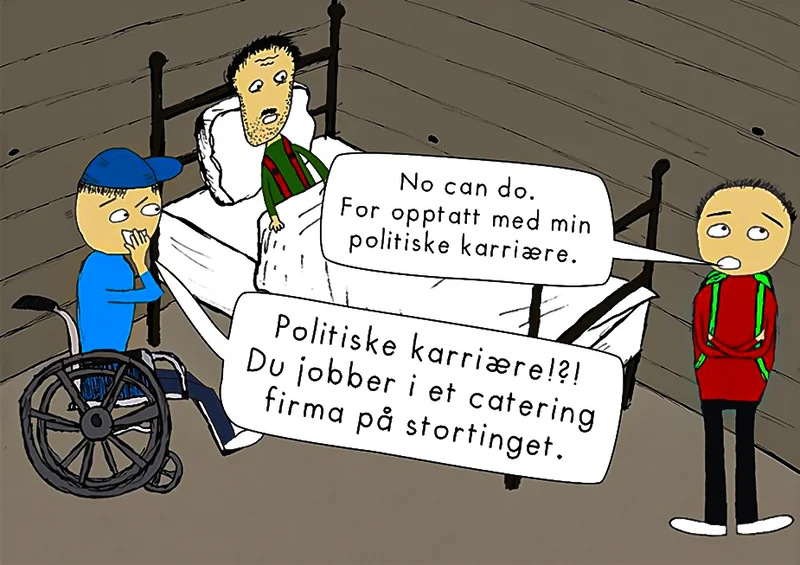 No can do.
For opptatt med min
politiske karriære.
Politiske karriære!?!
Du jobber i et catering
firma på stortinget.